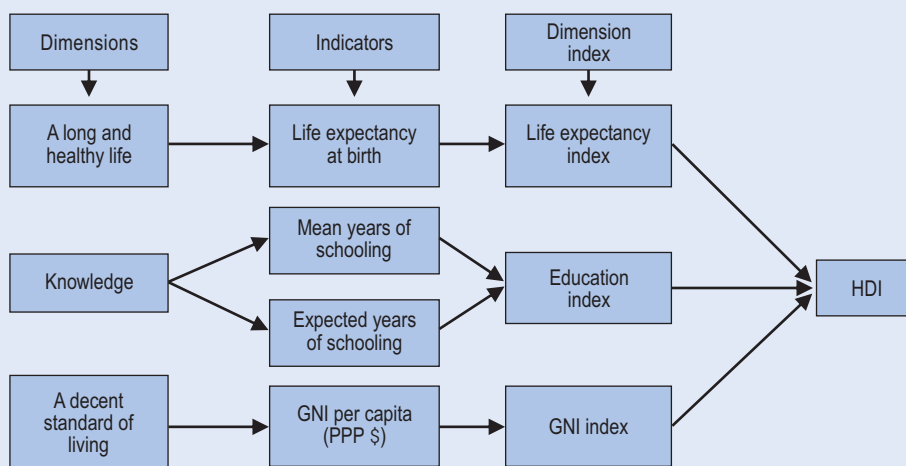 Dimensions
Indicators
Dimension
index
A long and
healthy life
Life expectancy
at birth
Life expectancy
index
Knowledge
Mean years of
schooling
Expected years
of schooling
Education
index
HDI
A decent
standard of
living
GNI per capita
(PPP $)
GNI index